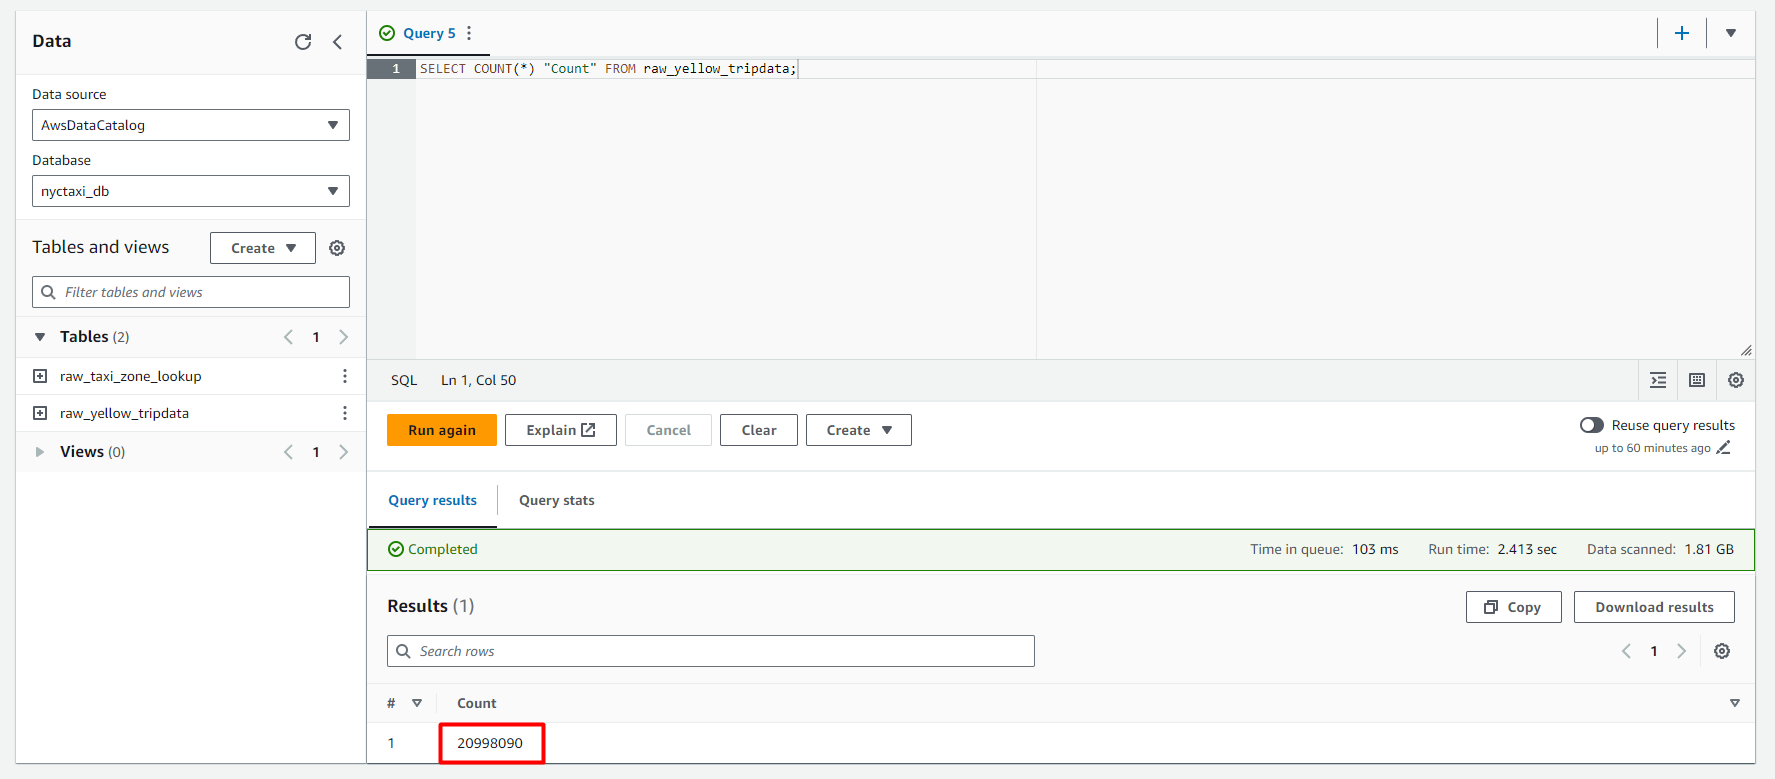 Data
Data source
AwsDataCatalog
Database
nyctaxi_db
Tables and views
Create
Filter tables and views
Tables (2)
1
raw_taxi_zone_lookup
raw_yellow_tripdata
Views (0)
1
Query 5
1 SELECT COUNT(*) "Count" FROM raw_yellow_tripdata;
SQL Ln 1, Col 50
Run again Explain Cancel Clear Create
Reuse query results
up to 60 minutes ago
Query results Query stats
Completed Time in queue: 103 ms Run time: 2.413 sec Data scanned: 1.81 GB
Results (1) Copy Download results
Search rows 1
# Count
1 20998090